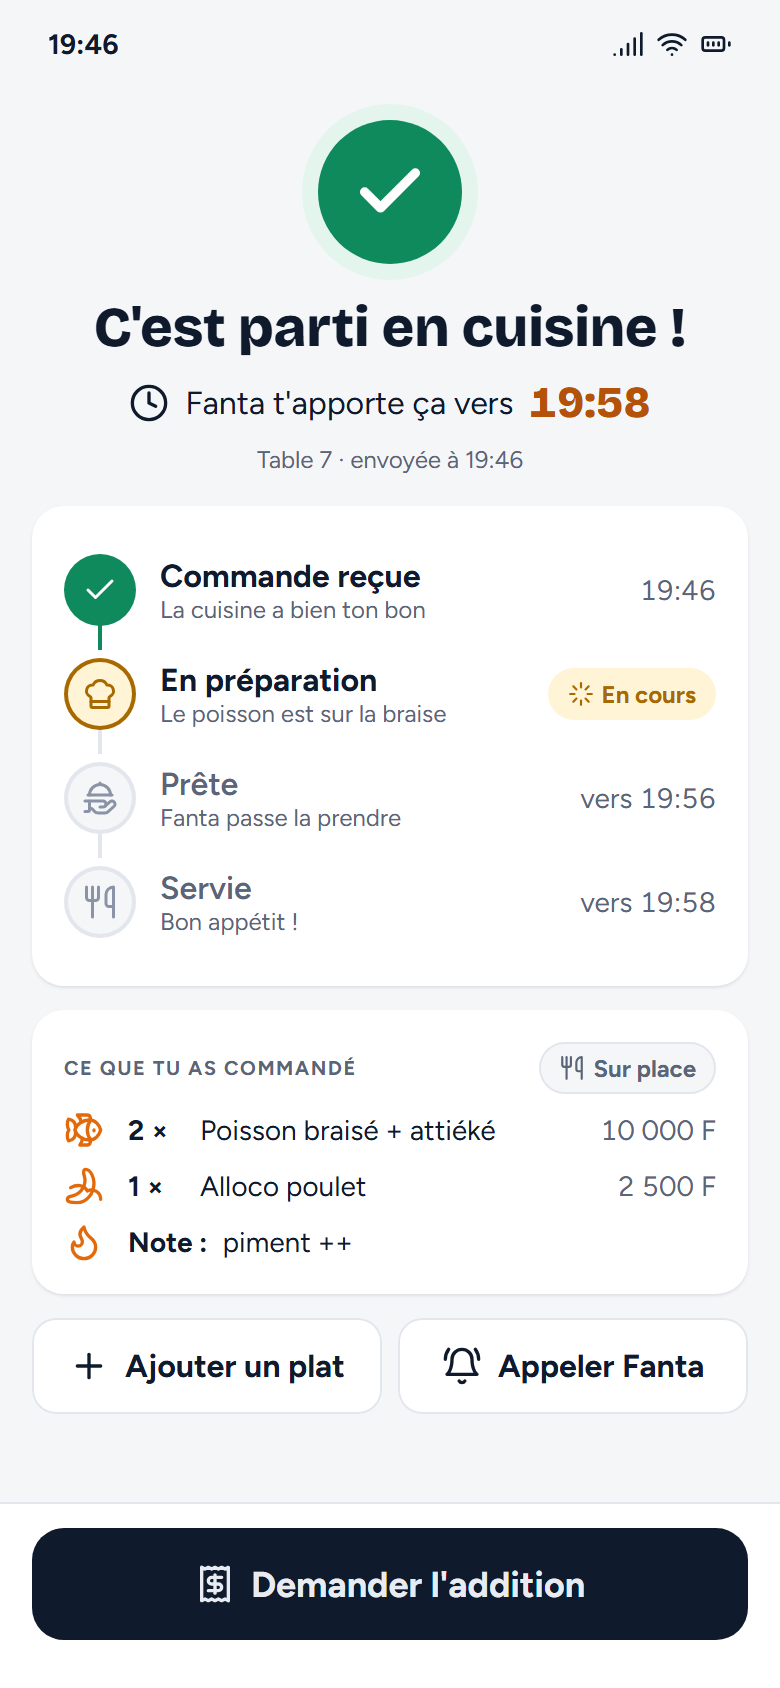 19:46
C'est parti en cuisine !
Fanta t'apporte ça vers 19:58
Table 7 · envoyée à 19:46
Commande reçue
La cuisine a bien ton bon
19:46
En préparation
Le poisson est sur la braise
En cours
Prête
Fanta passe la prendre
vers 19:56
Servie
Bon appétit !
vers 19:58
CE QUE TU AS COMMANDÉ
Sur place
2 × Poisson braisé + attiéké 10 000 F
1 × Alloco poulet 2 500 F
Note : piment ++
Ajouter un plat
Appeler Fanta
Demander l'addition